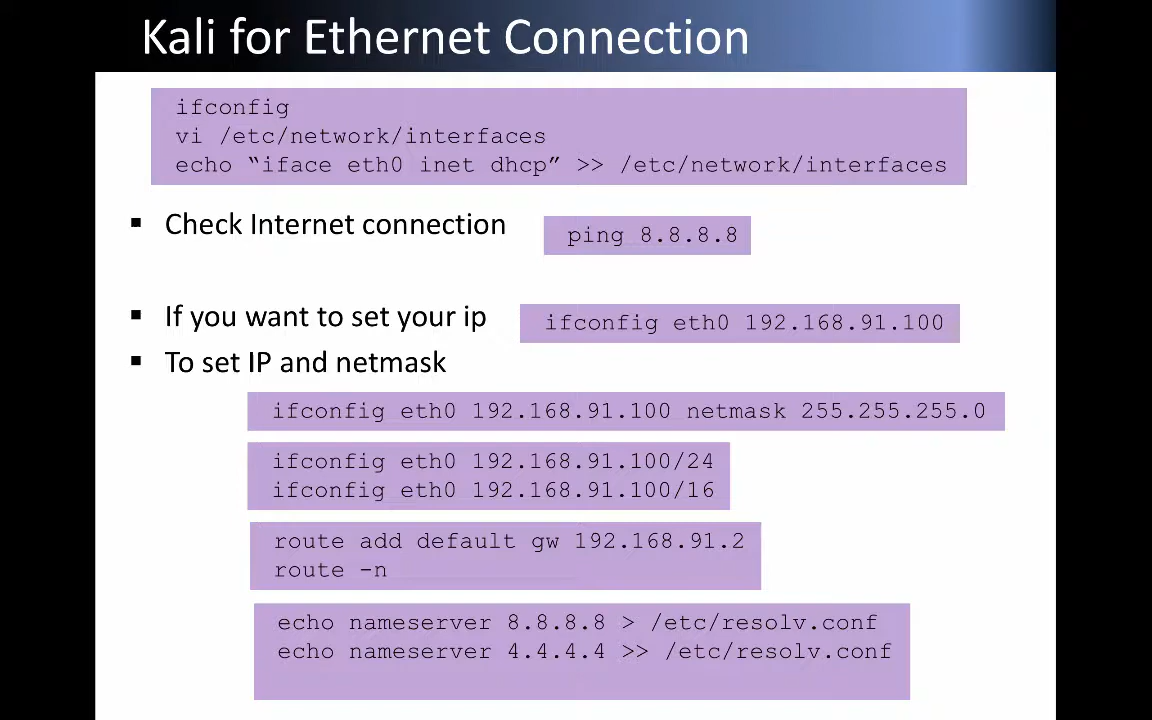 Kali for Ethernet Connection
ifconfig
vi /etc/network/interfaces
echo “iface eth0 inet dhcp” >> /etc/network/interfaces
▪ Check Internet connection
ping 8.8.8.8
▪ If you want to set your ip
ifconfig eth0 192.168.91.100
▪ To set IP and netmask
ifconfig eth0 192.168.91.100 netmask 255.255.255.0
ifconfig eth0 192.168.91.100/24
ifconfig eth0 192.168.91.100/16
route add default gw 192.168.91.2
route -n
echo nameserver 8.8.8.8 > /etc/resolv.conf
echo nameserver 4.4.4.4 >> /etc/resolv.conf